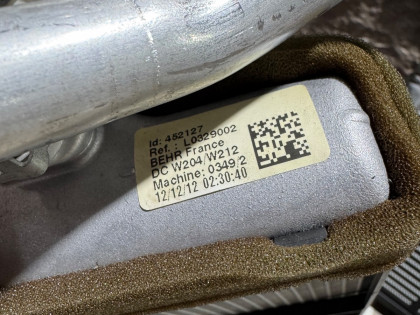 Id: 452127
Ref.: L0329002
BEHR France
DC W204/W212
Machine: 0349/2
12/12/12 02:30:40